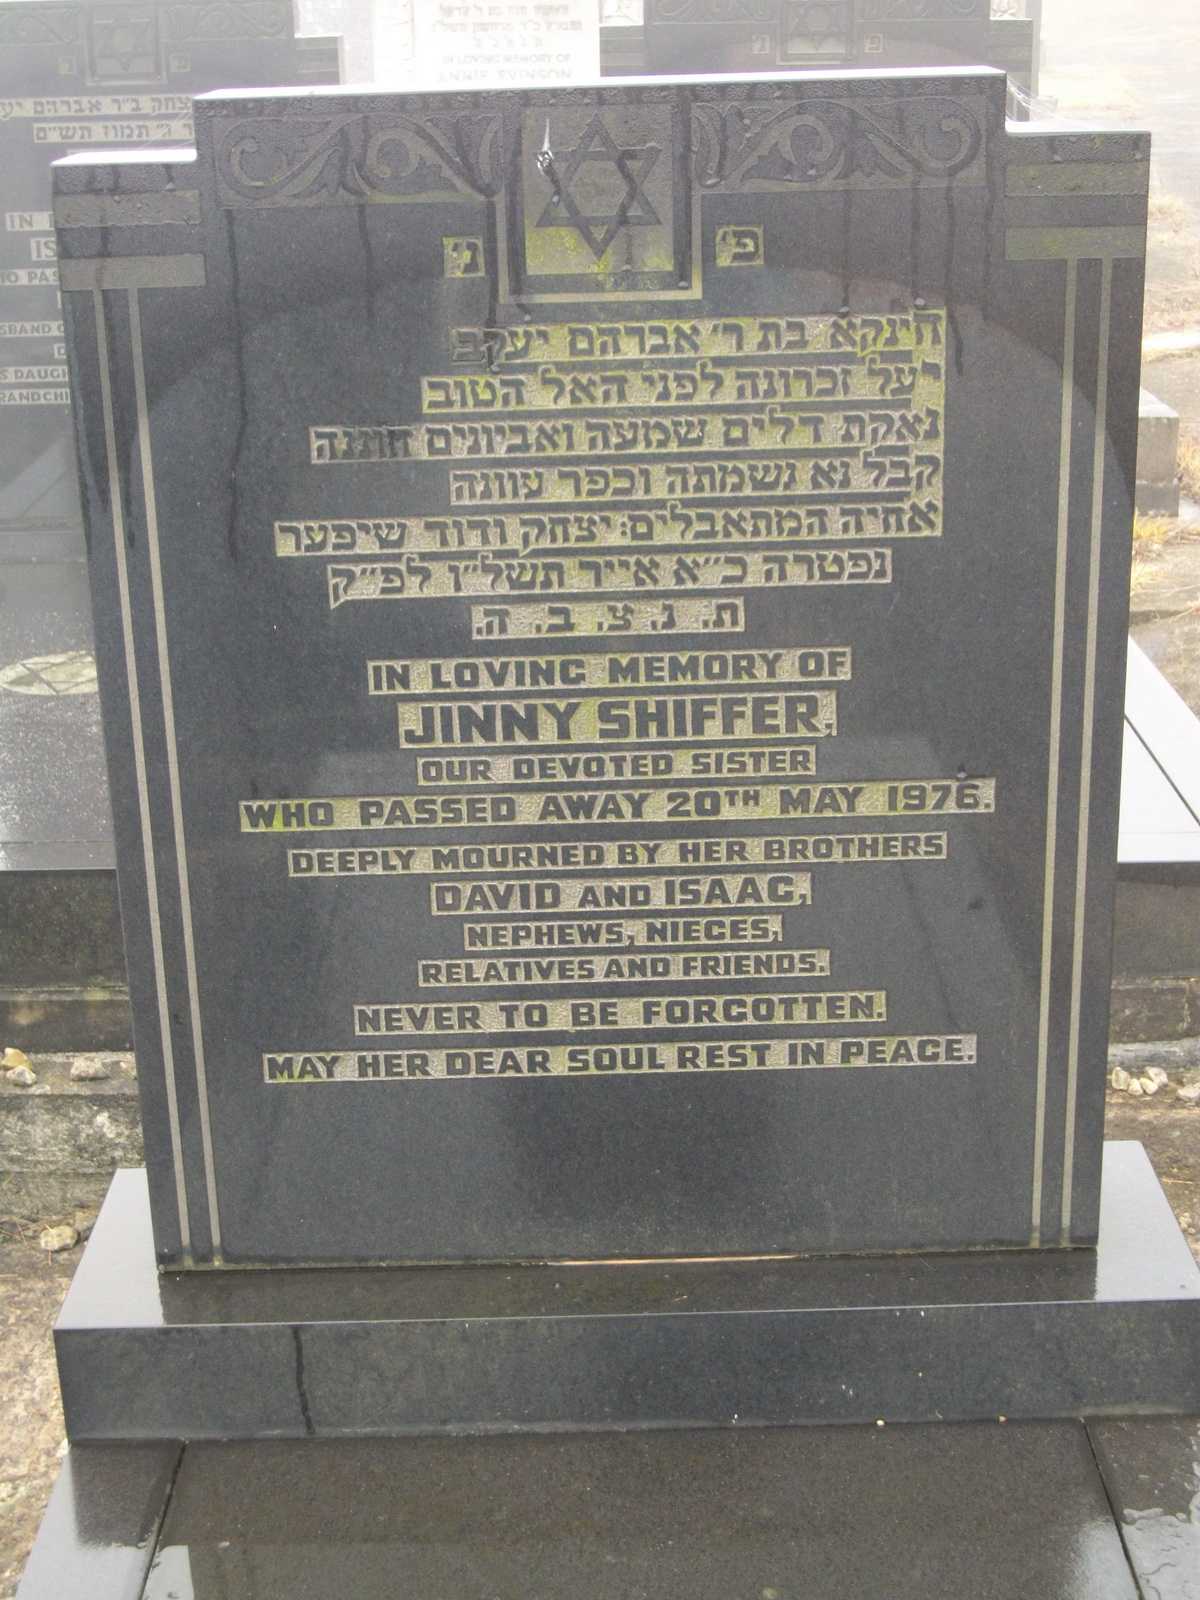 פ' נ'
חינקא בת ר' אברהם יעקב
יעל זכרונה לפני האל הטוב
נאקת דלים שמעה ואביונים חוננה
קבל נא נשמתה וכפר עוונה
אחיה המתאבלים: יצחק ודוד שיפער
נפטרה כ״א אייר תשל״ו לפ״ק
ת. נ. צ. ב. ה.
IN LOVING MEMORY OF
JINNY SHIFFER,
OUR DEVOTED SISTER
WHO PASSED AWAY 20TH MAY 1976.
DEEPLY MOURNED BY HER BROTHERS
DAVID AND ISAAC,
NEPHEWS, NIECES,
RELATIVES AND FRIENDS.
NEVER TO BE FORGOTTEN.
MAY HER DEAR SOUL REST IN PEACE.